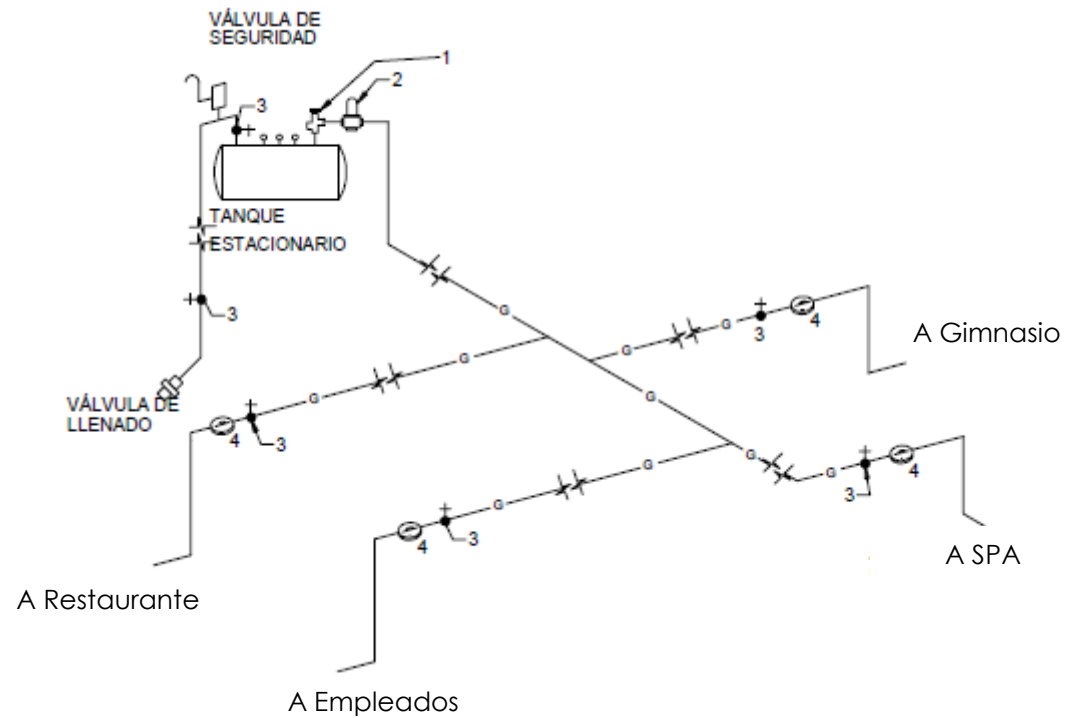 VÁLVULA DE
SEGURIDAD
1
2
3
TANQUE
ESTACIONARIO
3
G
G
3
4
A Gimnasio
G
G
VÁLVULA DE
LLENADO
G
4
3
G
G
G
G
3
4
G
4
3
A SPA
A Restaurante
A Empleados